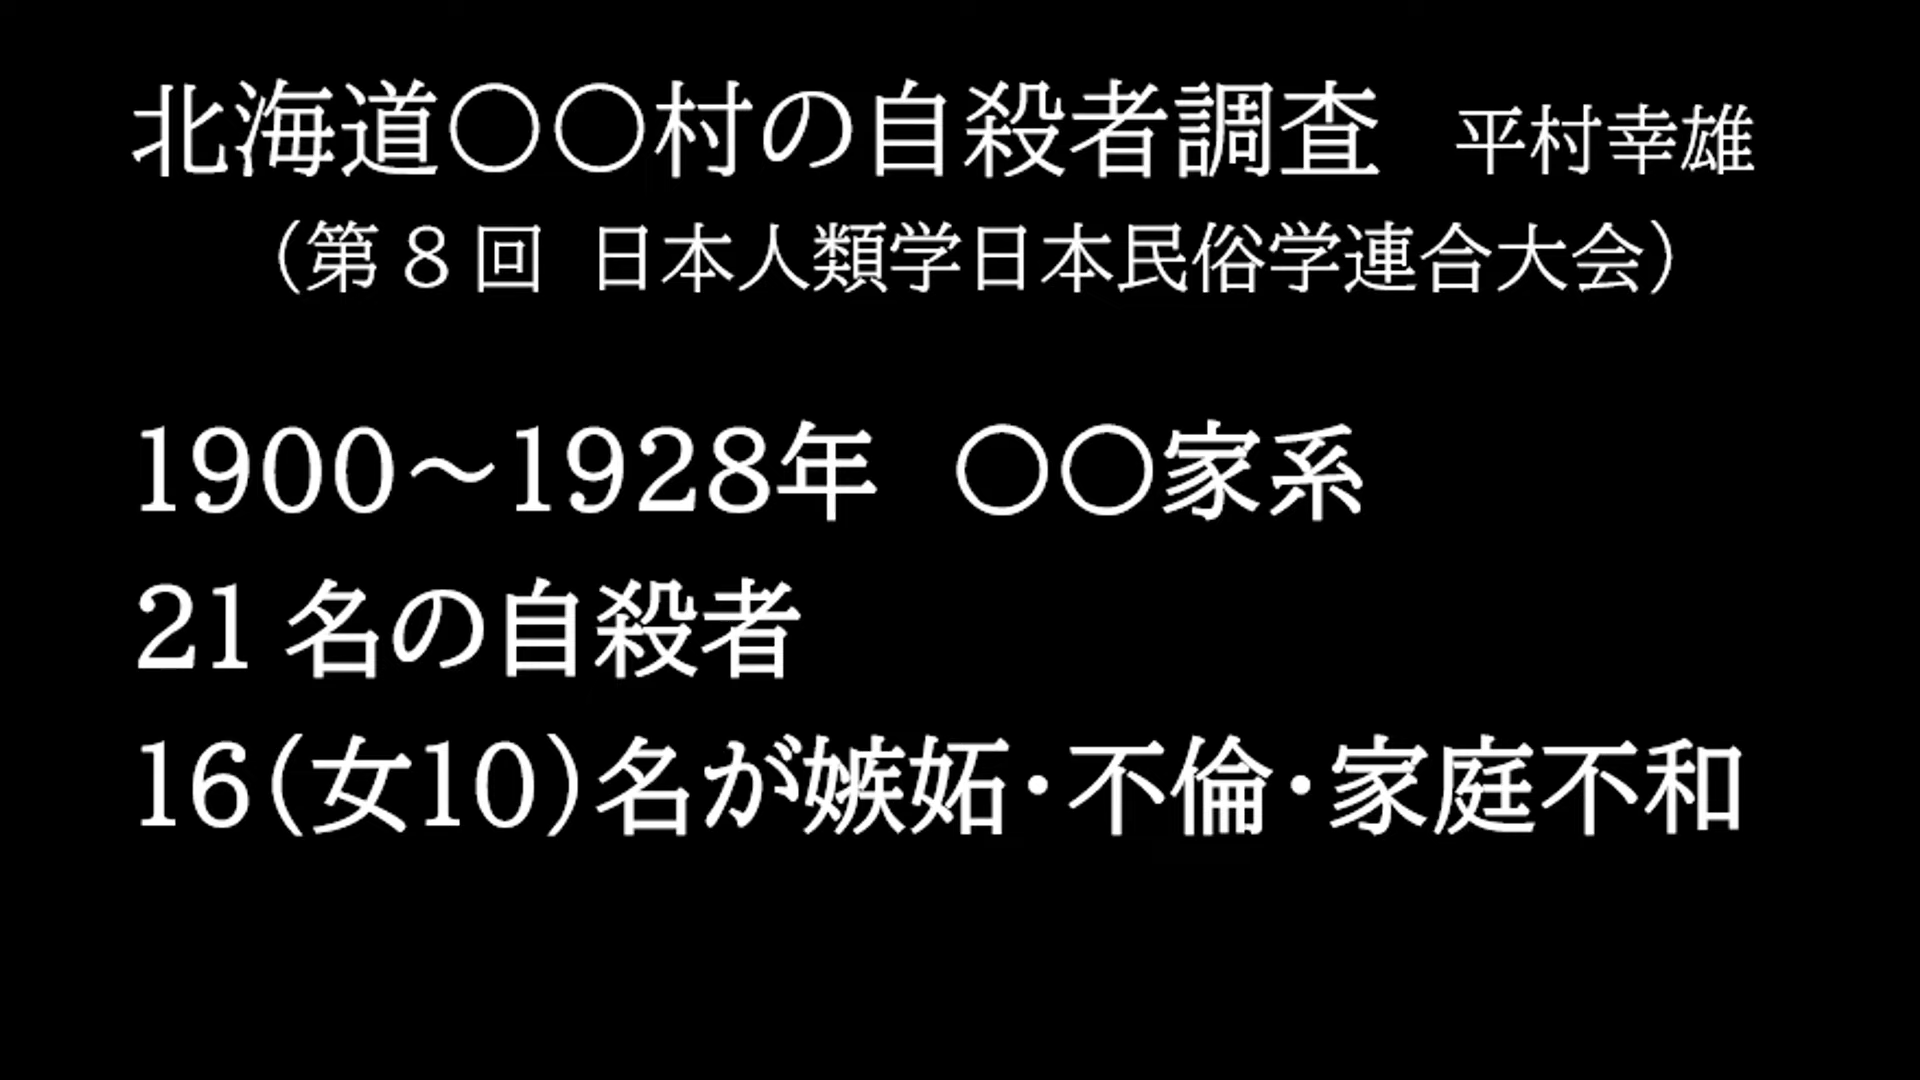 北海道〇〇村の自殺者調査 平村幸雄
（第８回 日本人類学日本民俗学連合大会）
1900～1928年 〇〇家系
21名の自殺者
16（女10）名が嫉妬・不倫・家庭不和